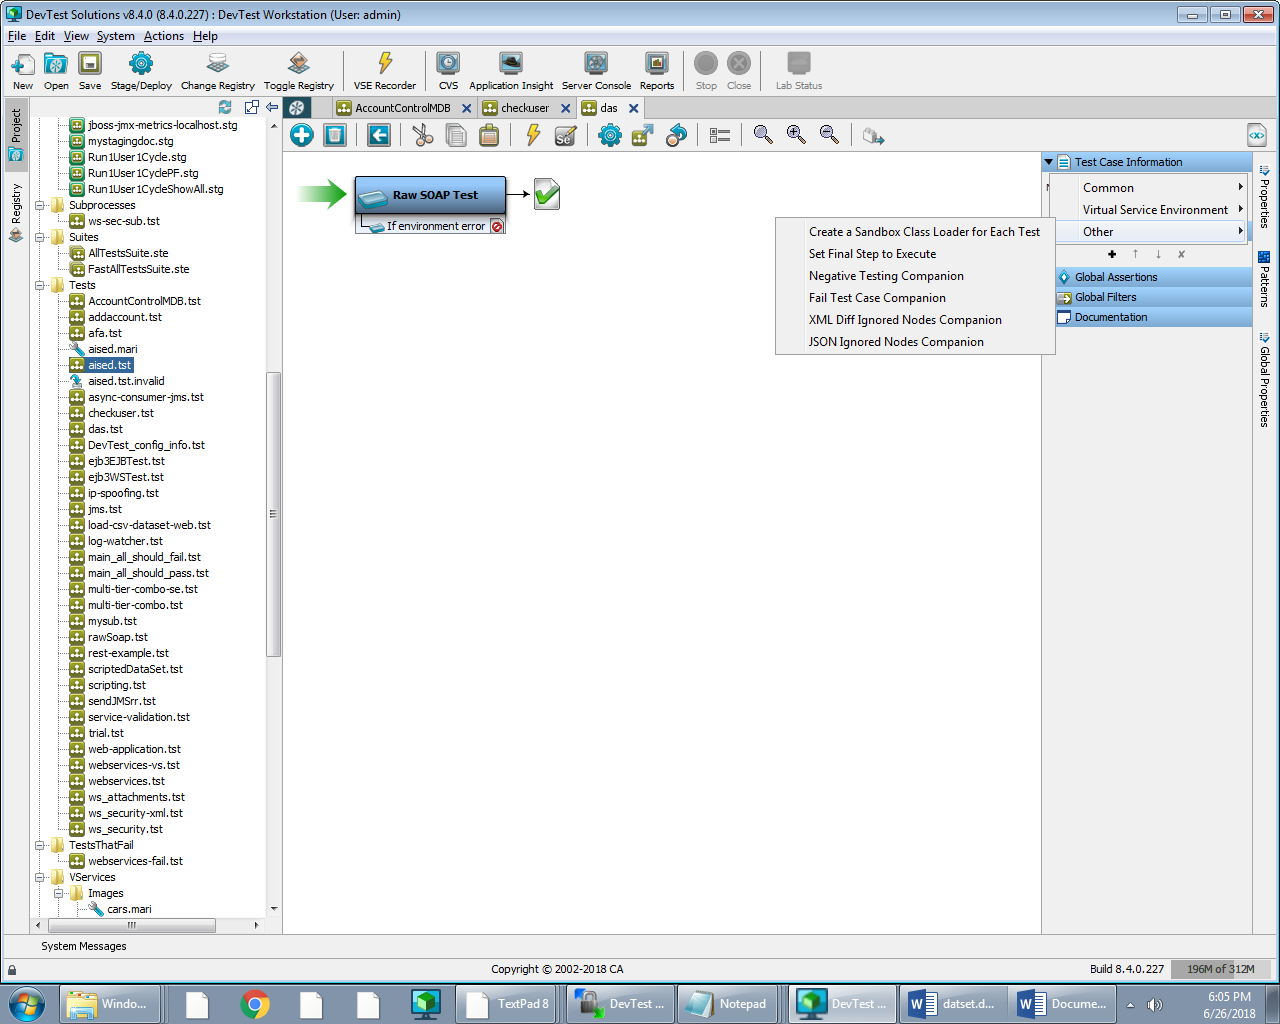 DevTest Solutions v8.4.0 (8.4.0.227) : DevTest Workstation (User: admin)
File Edit View System Actions Help
New Open Save Stage/Deploy Change Registry Toggle Registry VSE Recorder CVS Application Insight Server Console Reports Stop Close Lab Status
Project
Registry
AccountControlMDB checkuser das
jboss-jmx-metrics-localhost.stg
mystagingdoc.stg
Run1User1Cycle.stg
Run1User1CyclePF.stg
Run1User1CycleShowAll.stg
Subprocesses
ws-sec-sub.tst
Suites
AllTestsSuite.ste
FastAllTestsSuite.ste
Tests
AccountControlMDB.tst
addaccount.tst
afa.tst
aised.mari
aised.tst
aised.tst.invalid
async-consumer-jms.tst
checkuser.tst
das.tst
DevTest_config_info.tst
ejb3EJBTest.tst
ejb3WSTest.tst
ip-spoofing.tst
jms.tst
load-csv-dataset-web.tst
log-watcher.tst
main_all_should_fail.tst
main_all_should_pass.tst
multi-tier-combo-se.tst
multi-tier-combo.tst
mysub.tst
rawSoap.tst
rest-example.tst
scriptedDataSet.tst
scripting.tst
sendJMSrr.tst
service-validation.tst
trial.tst
web-application.tst
webservices-vs.tst
webservices.tst
ws_attachments.tst
ws_security-xml.tst
ws_security.tst
TestsThatFail
webservices-fail.tst
VServices
Images
cars.mari
Se
Raw SOAP Test
If environment error
Create a Sandbox Class Loader for Each Test
Set Final Step to Execute
Negative Testing Companion
Fail Test Case Companion
XML Diff Ignored Nodes Companion
JSON Ignored Nodes Companion
Test Case Information
Common
Virtual Service Environment
Other
Global Assertions
Global Filters
Documentation
Properties
Patterns
Global Properties
System Messages
Copyright © 2002-2018 CA
Build 8.4.0.227
196M of 312M
Windo...
TextPad 8
DevTest ...
Notepad
DevTest ...
datset.d...
Docume...
6:05 PM
6/26/2018